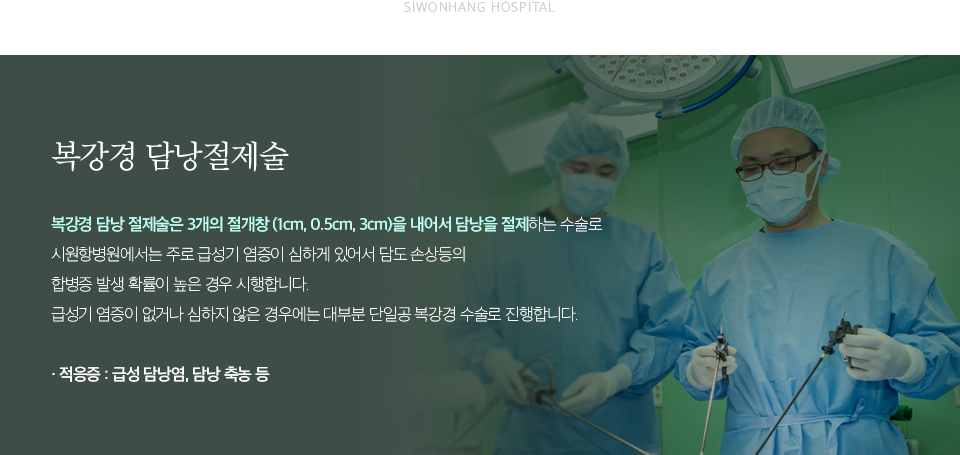 SIWONHANG HOSPITAL
복강경 담낭절제술
복강경 담낭 절제술은 3개의 절개창 (1cm, 0.5cm, 3cm)을 내어서 담낭을 절제하는 수술로
시원항병원에서는 주로 급성기 염증이 심하게 있어서 담도 손상등의
합병증 발생 확률이 높은 경우 시행합니다.
급성기 염증이 없거나 심하지 않은 경우에는 대부분 단일공 복강경 수술로 진행합니다.
· 적응증 : 급성 담낭염, 담낭 축농 등